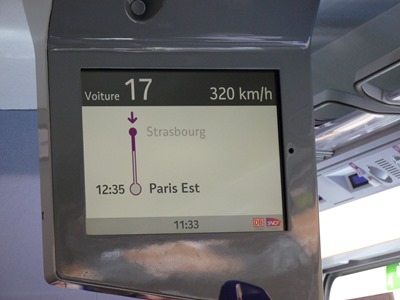 Voiture 17 320 km/h
Strasbourg
12:35 Paris Est
11:33
DB SNCF